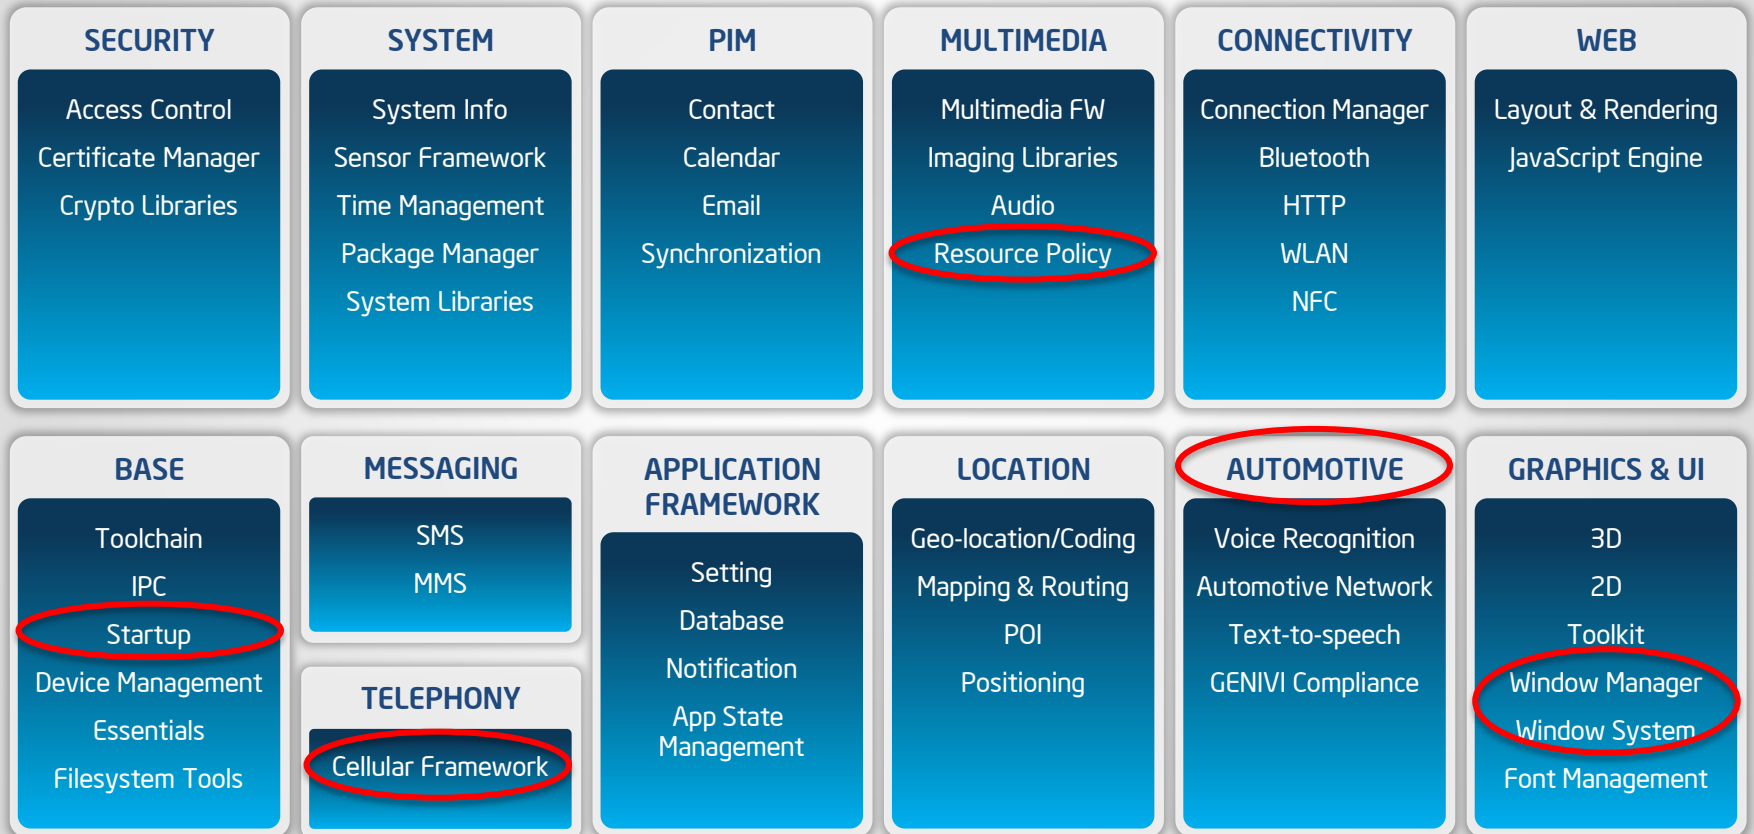 SECURITY
Access Control
Certificate Manager
Crypto Libraries
SYSTEM
System Info
Sensor Framework
Time Management
Package Manager
System Libraries
PIM
Contact
Calendar
Email
Synchronization
MULTIMEDIA
Multimedia FW
Imaging Libraries
Audio
Resource Policy
CONNECTIVITY
Connection Manager
Bluetooth
HTTP
WLAN
NFC
WEB
Layout & Rendering
JavaScript Engine
BASE
Toolchain
IPC
Startup
Device Management
Essentials
Filesystem Tools
MESSAGING
SMS
MMS
TELEPHONY
Cellular Framework
APPLICATION
FRAMEWORK
Setting
Database
Notification
App State
Management
LOCATION
Geo-location/Coding
Mapping & Routing
POI
Positioning
AUTOMOTIVE
Voice Recognition
Automotive Network
Text-to-speech
GENIVI Compliance
GRAPHICS & UI
3D
2D
Toolkit
Window Manager
Window System
Font Management